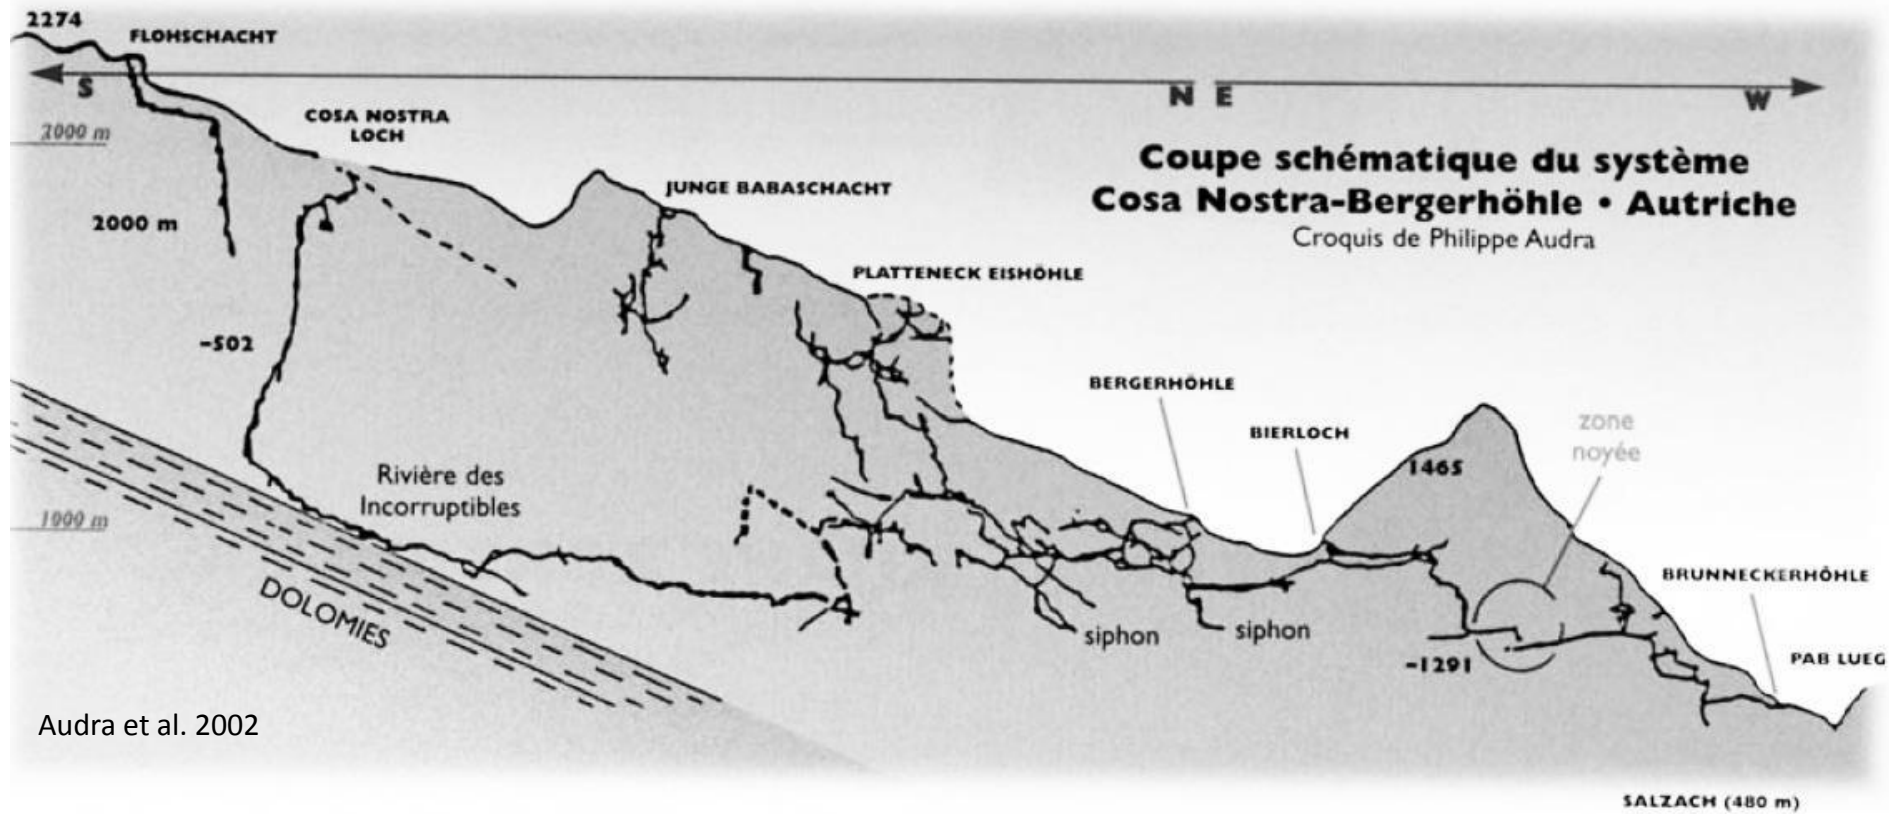 2274
FLOHSCHACHT
S
N E
W
COSA NOSTRA
LOCH
2000 m
Coupe schématique du système
Cosa Nostra-Bergerhöhle • Autriche
Croquis de Philippe Audra
JUNGE BABASCHACHT
2000 m
PLATTENECK EISHÖHLE
-502
BERGERHÖHLE
BIERLOCH
zone
noyée
1465
Rivière des
Incorruptibles
1000 m
DOLOMIES
BRUNNECKERHÖHLE
siphon
siphon
-1291
PAB LUEG
Audra et al. 2002
SALZACH (480 m)